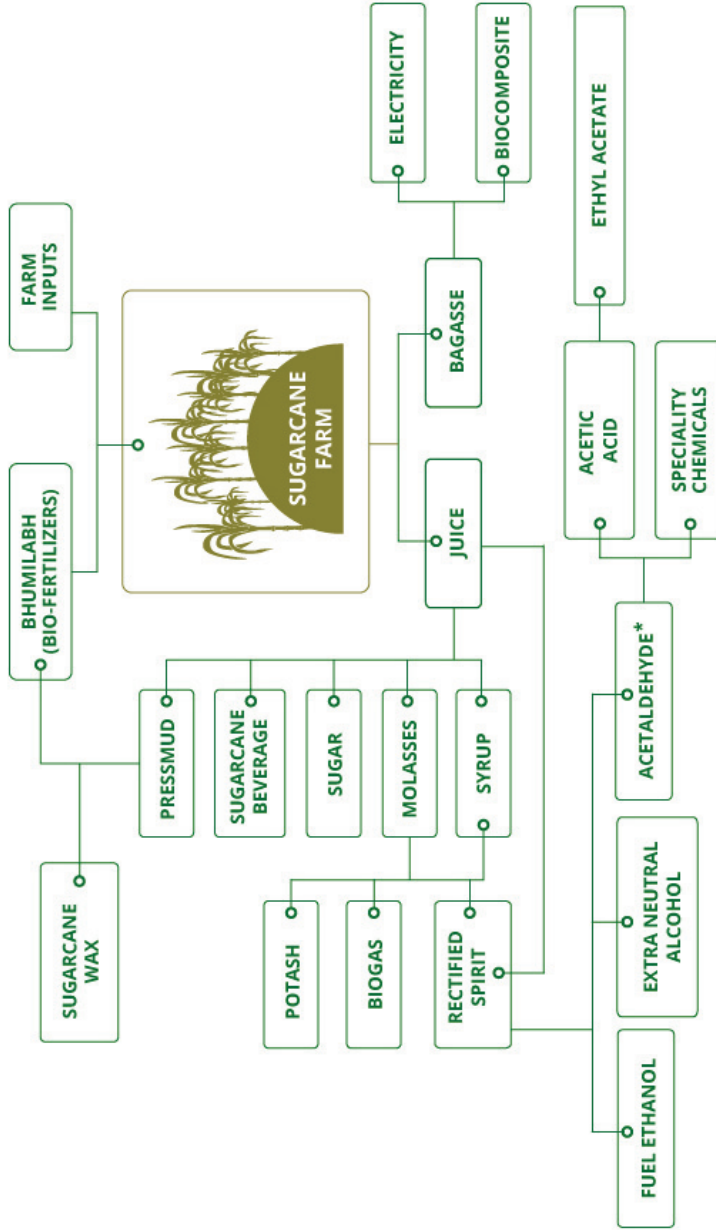 FARM
INPUTS
BHUMILABH
(BIO-FERTILIZERS)
SUGARCANE
WAX
SUGARCANE
FARM
PRESSMUD
SUGARCANE
BEVERAGE
SUGAR
MOLASSES
SYRUP
JUICE
BAGASSE
ELECTRICITY
BIOCOMPOSITE
POTASH
BIOGAS
RECTIFIED
SPIRIT
FUEL ETHANOL
EXTRA NEUTRAL
ALCOHOL
ACETALDEHYDE*
ACETIC
ACID
SPECIALITY
CHEMICALS
ETHYL ACETATE